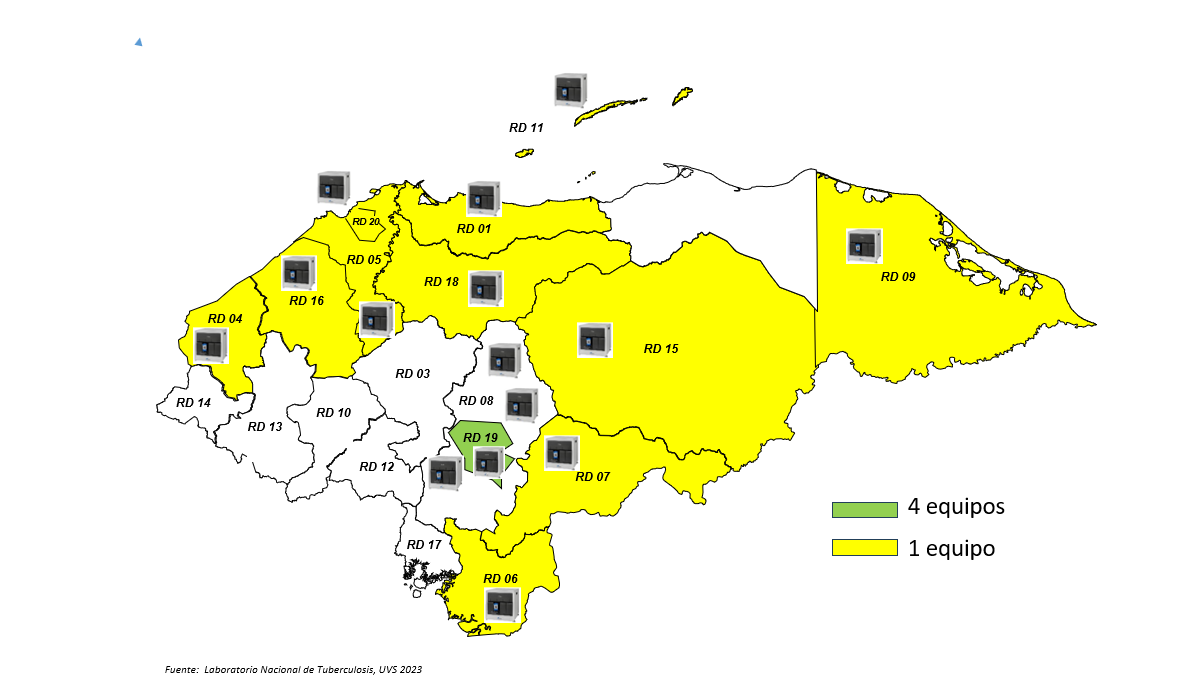 RD 11
RD 20
RD 01
RD 05
RD 18
RD 09
RD 16
RD 04
RD 15
RD 03
RD 14
RD 08
RD 10
RD 13
RD 19
RD 12
RD 07
4 equipos
RD 17
1 equipo
RD 06
Fuente: Laboratorio Nacional de Tuberculosis, UVS 2023